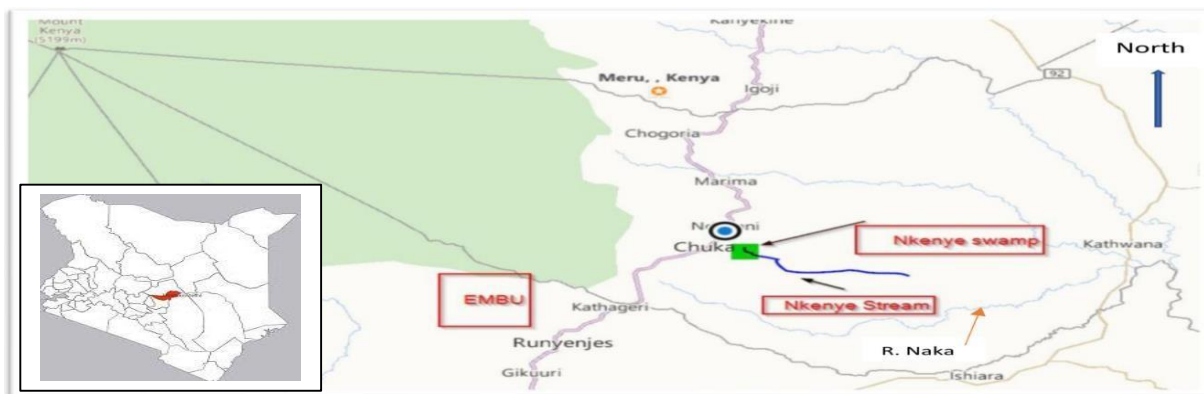 Mount
Kenya
(5199m)
Kanyekine
North
92
Meru, , Kenya
Igoji
Chogoria
Marima
Chuka
Nkenye swamp
Kathwana
EMBU
Kathageri
Nkenye Stream
Runyenjes
R. Naka
Gikuuri
Ishiara